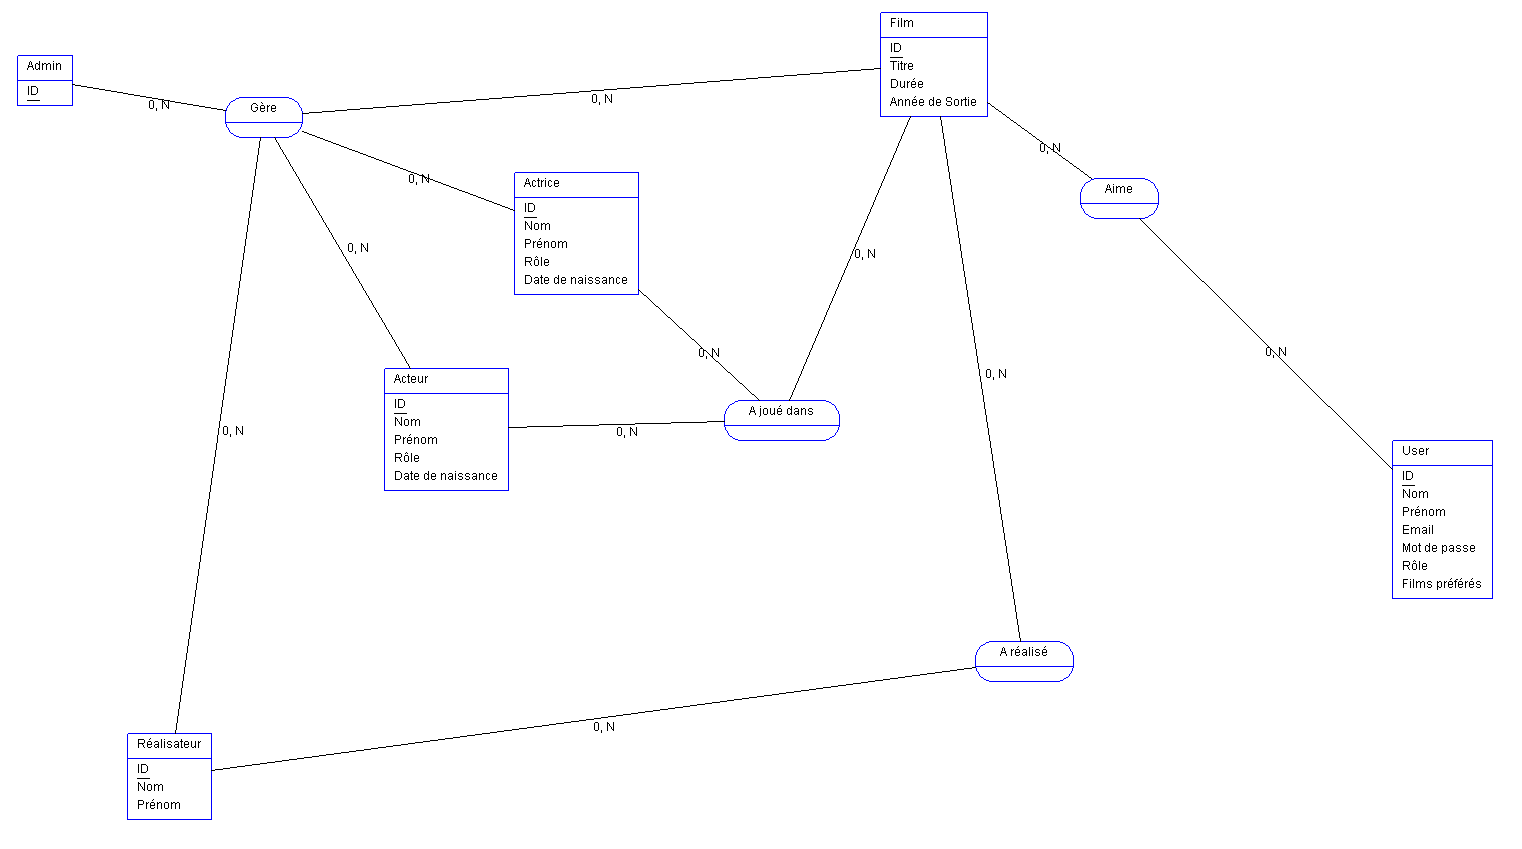 Film
ID
Titre
Durée
Année de Sortie
Admin
ID
0, N
Gère
0, N
0, N
0, N
0, N
Actrice
ID
Nom
Prénom
Rôle
Date de naissance
0, N
Aime
0, N
0, N
0, N
0, N
Acteur
ID
Nom
Prénom
Rôle
Date de naissance
0, N
A joué dans
User
ID
Nom
Prénom
Email
Mot de passe
Rôle
Films préférés
A réalisé
0, N
Réalisateur
ID
Nom
Prénom